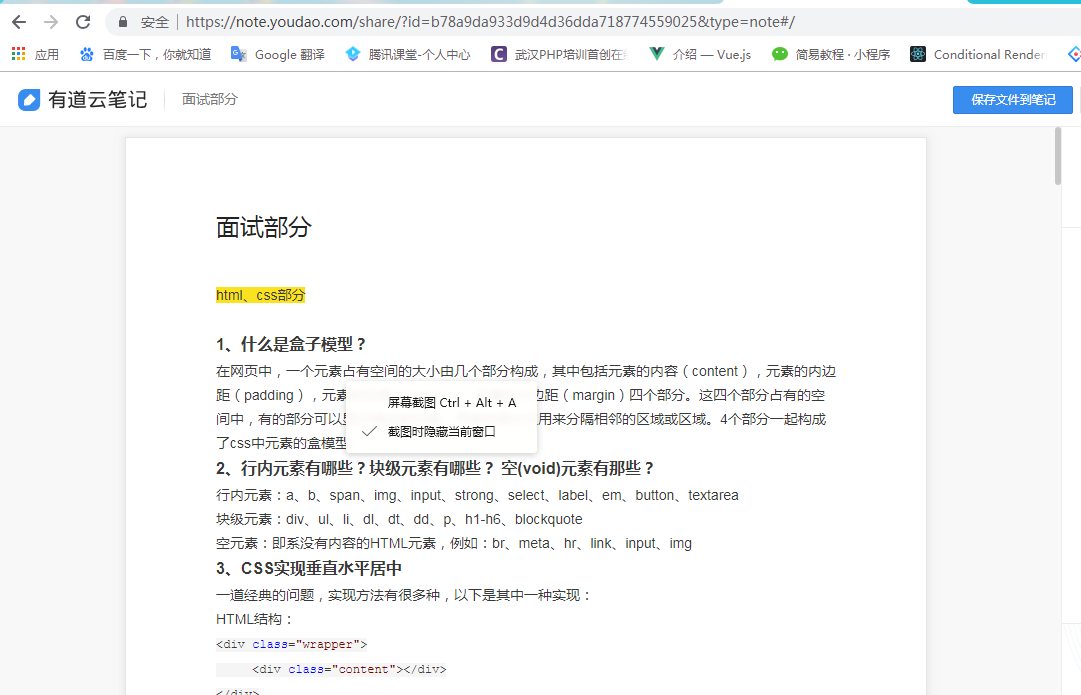 安全 https://note.youdao.com/share/?id=b78a9da933d9d4d36dda718774559025&type=note#/
应用 百度一下，你就知道 Google 翻译 腾讯课堂-个人中心 武汉PHP培训首创在 介绍 — Vue.js 简易教程 · 小程序 Conditional Render
有道云笔记 面试部分 保存文件到笔记
面试部分
html、css部分
1、什么是盒子模型？
在网页中，一个元素占有空间的大小由几个部分构成，其中包括元素的内容（content），元素的内边
距（padding），元素 边距（margin）四个部分。这四个部分占有的空
屏幕截图 Ctrl + Alt + A
间中，有的部分可以 用来分隔相邻的区域或区域。4个部分一起构成
截图时隐藏当前窗口
了css中元素的盒模型
2、行内元素有哪些？块级元素有哪些？ 空(void)元素有那些？
行内元素：a、b、span、img、input、strong、select、label、em、button、textarea
块级元素：div、ul、li、dl、dt、dd、p、h1-h6、blockquote
空元素：即系没有内容的HTML元素，例如：br、meta、hr、link、input、img
3、CSS实现垂直水平居中
一道经典的问题，实现方法有很多种，以下是其中一种实现：
HTML结构：
<div class="wrapper">
<div class="content"></div>
</div>